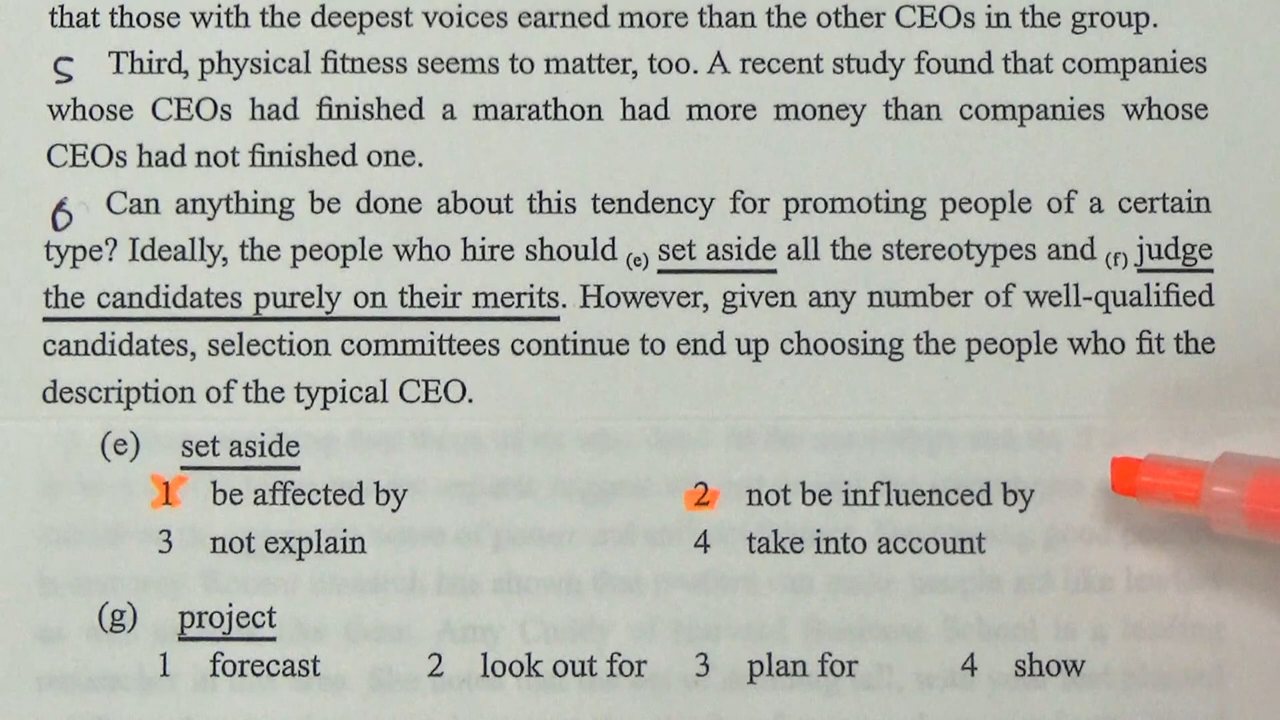 that those with the deepest voices earned more than the other CEOs in the group.
5 Third, physical fitness seems to matter, too. A recent study found that companies
whose CEOs had finished a marathon had more money than companies whose
CEOs had not finished one.
6 Can anything be done about this tendency for promoting people of a certain
type? Ideally, the people who hire should (e) set aside all the stereotypes and (f) judge
the candidates purely on their merits. However, given any number of well-qualified
candidates, selection committees continue to end up choosing the people who fit the
description of the typical CEO.
(e) set aside
1 be affected by 2 not be influenced by
3 not explain 4 take into account
(g) project
1 forecast 2 look out for 3 plan for 4 show